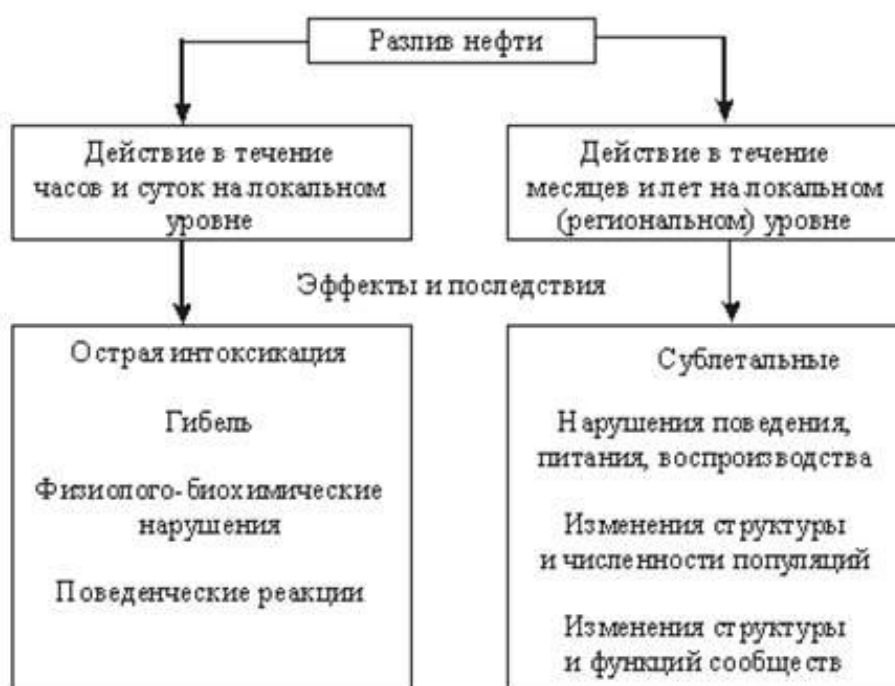 Разлив нефти
Действие в течение
часов и суток на локальном
уровне
Действие в течение
месяцев и лет на локальном
(региональном) уровне
Эффекты и последствия
Острая интоксикация
Гибель
Физиолого-биохимические
нарушения
Поведенческие реакции
Сублетальные
Нарушения поведения,
питания, воспроизводства
Изменения структуры
и численности популяций
Изменения структуры
и функций сообществ